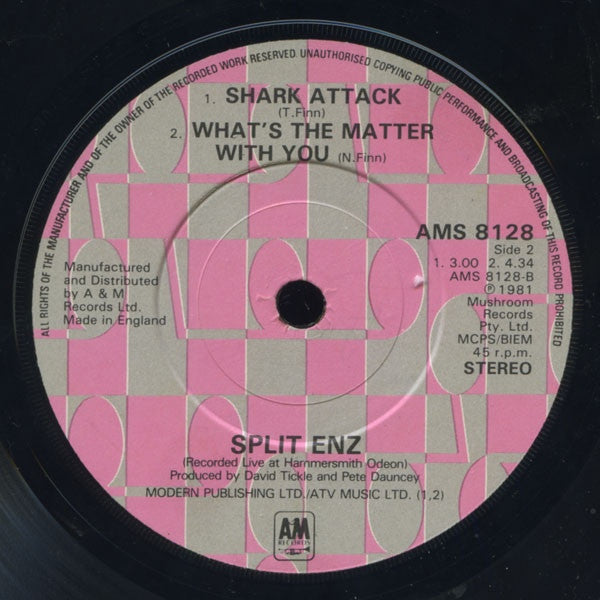 ALL RIGHTS OF THE MANUFACTURER AND OF THE OWNER OF THE RECORDED WORK RESERVED. UNAUTHORISED COPYING PUBLIC PERFORMANCE AND BROADCASTING OF THIS RECORD PROHIBITED
1. SHARK ATTACK
(T.Finn)
2. WHAT'S THE MATTER
WITH YOU (N.Finn)
AMS 8128
Side 2
1. 3.00 2. 4.34
AMS 8128-B
℗ 1981
Mushroom
Records
Pty. Ltd.
MCPS/BIEM
45 r.p.m.
STEREO
Manufactured
and Distributed
by A & M
Records Ltd.
Made in England
SPLIT ENZ
(Recorded Live at Hammersmith Odeon)
Produced by David Tickle and Pete Dauncey
MODERN PUBLISHING LTD./ATV MUSIC LTD. (1,2)
AM
RECORDS